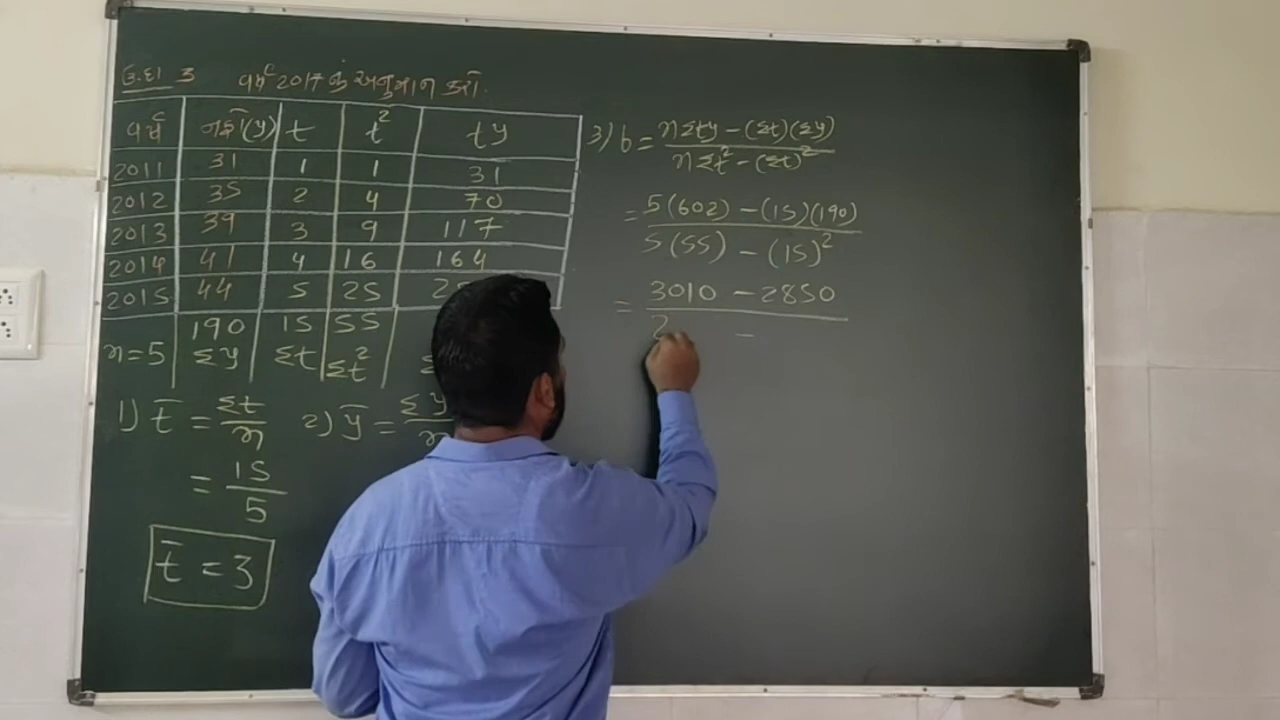 ઉ.દા 3 વર્ષ 2017 નું અનુમાન કરો.
વર્ષ નફો (y) t t² ty
2011 31 1 1 31
2012 35 2 4 70
2013 39 3 9 117
2014 41 4 16 164
2015 44 5 25 2
190 15 55
n=5 Σy Σt Σt² Σ
1) t̄ = Σt/n
= 15/5
t̄ = 3
2) ȳ = Σy/n
3) b = nΣty - (Σt)(Σy) / nΣt² - (Σt)²
= 5(602) - (15)(190) / 5(55) - (15)²
= 3010 - 2850 / 2 -